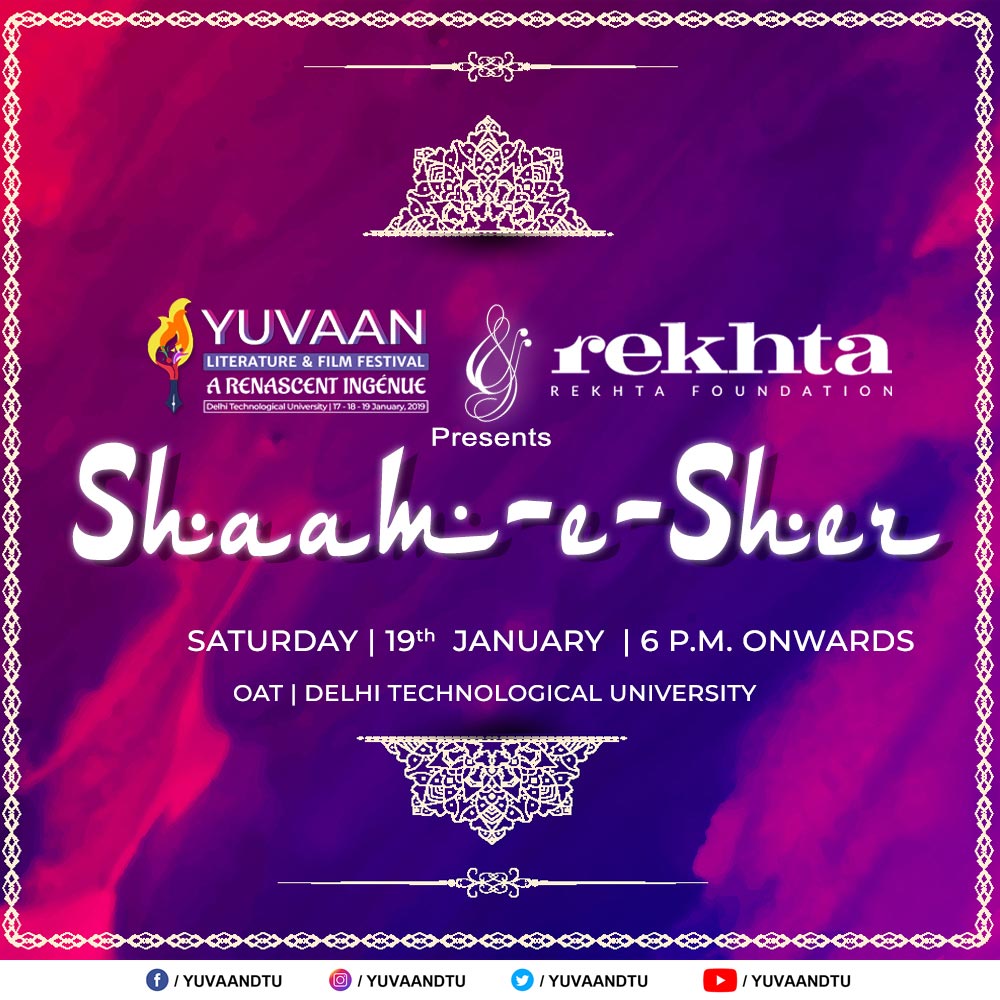 YUVAAN
LITERATURE & FILM FESTIVAL
A RENASCENT INGÉNUE
Delhi Technological University | 17 - 18 - 19 January, 2019
rekhta
REKHTA FOUNDATION
Presents
Shaam-e-Sher
SATURDAY | 19th JANUARY | 6 P.M. ONWARDS
OAT | DELHI TECHNOLOGICAL UNIVERSITY
/ YUVAANDTU / YUVAANDTU / YUVAANDTU / YUVAANDTU